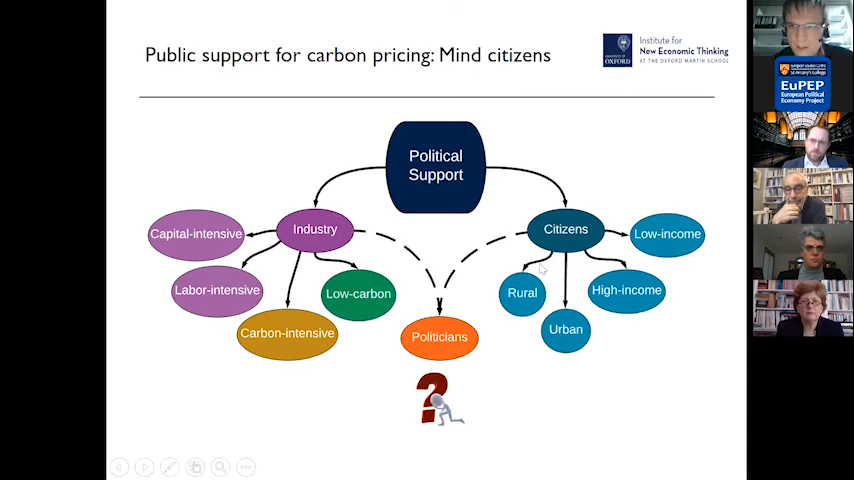 Public support for carbon pricing: Mind citizens
Institute for
New Economic Thinking
AT THE OXFORD MARTIN SCHOOL
OXFORD
Political
Support
Industry
Citizens
Capital-intensive
Low-income
Labor-intensive
Low-carbon
Rural
High-income
Carbon-intensive
Politicians
Urban
?
EuPEP
European Political
Economy Project